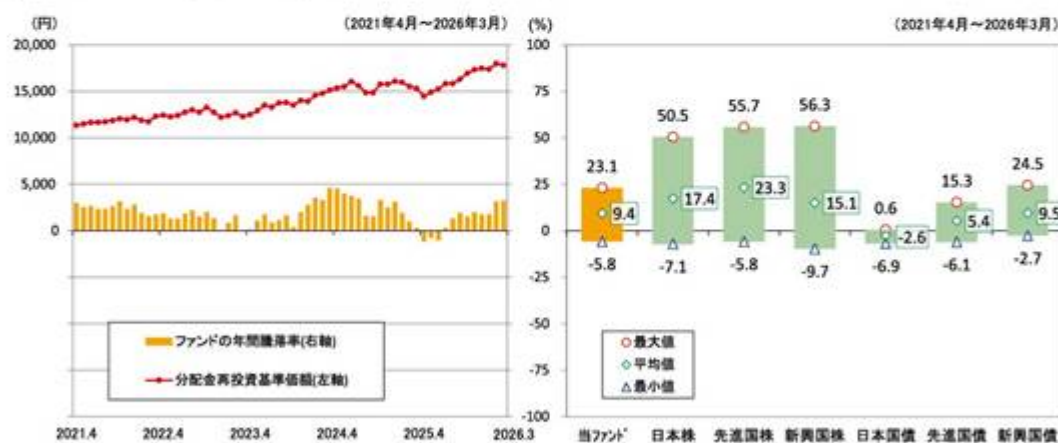 (円)
(2021年4月～2026年3月)
20,000
15,000
10,000
5,000
0
ファンドの年間騰落率(右軸)
分配金再投資基準価額(左軸)
2021.4 2022.4 2023.4 2024.4 2025.4 2026.3
(%)
(2021年4月～2026年3月)
100
75
50
25
0
-25
-50
-75
-100
23.1 50.5 55.7 56.3 0.6 15.3 24.5
9.4 17.4 23.3 15.1 -2.6 5.4 9.5
-5.8 -7.1 -5.8 -9.7 -6.9 -6.1 -2.7
最大値
平均値
最小値
当ﾌｧﾝﾄﾞ 日本株 先進国株 新興国株 日本国債 先進国債 新興国債